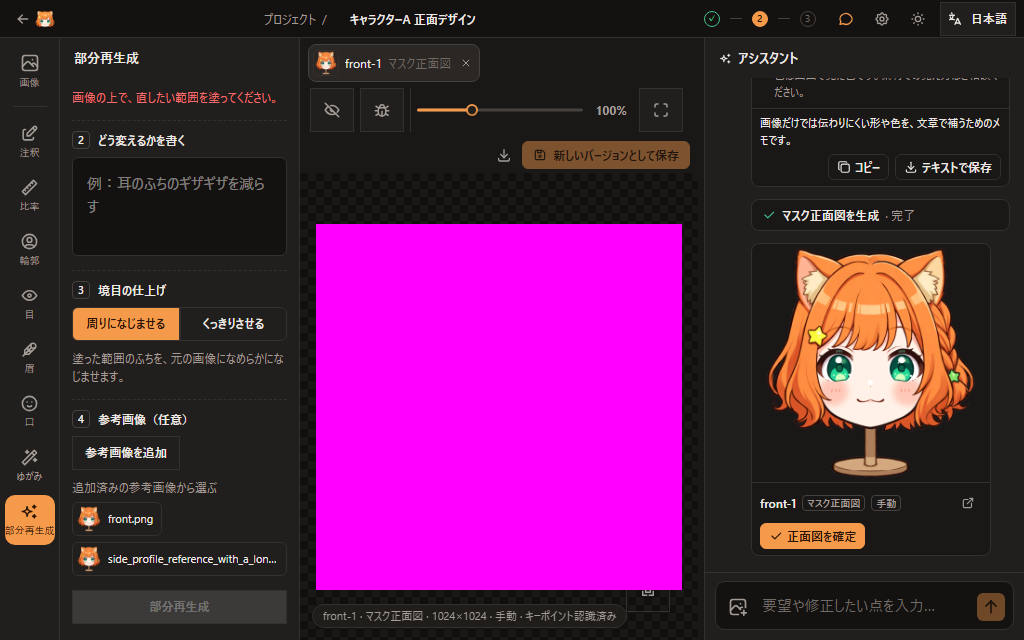 プロジェクト / キャラクターA 正面デザイン
2
3
日本語
画像
注釈
比率
輪郭
目
眉
口
ゆがみ
部分再生成
部分再生成
画像の上で、直したい範囲を塗ってください。
2 どう変えるかを書く
例：耳のふちのギザギザを減らす
3 境目の仕上げ
周りになじませる
くっきりさせる
塗った範囲のふちを、元の画像になめらかにな
じませます。
4 参考画像（任意）
参考画像を追加
追加済みの参考画像から選ぶ
front.png
side_profile_reference_with_a_lon...
部分再生成
front-1 マスク正面図 ×
100%
新しいバージョンとして保存
front-1 · マスク正面図 · 1024×1024 · 手動 · キーポイント認識済み
アシスタント
ださい。
画像だけでは伝わりにくい形や色を、文章で補うためのメ
モです。
コピー
テキストで保存
マスク正面図を生成 · 完了
front-1 マスク正面図 手動
正面図を確定
要望や修正したい点を入力...